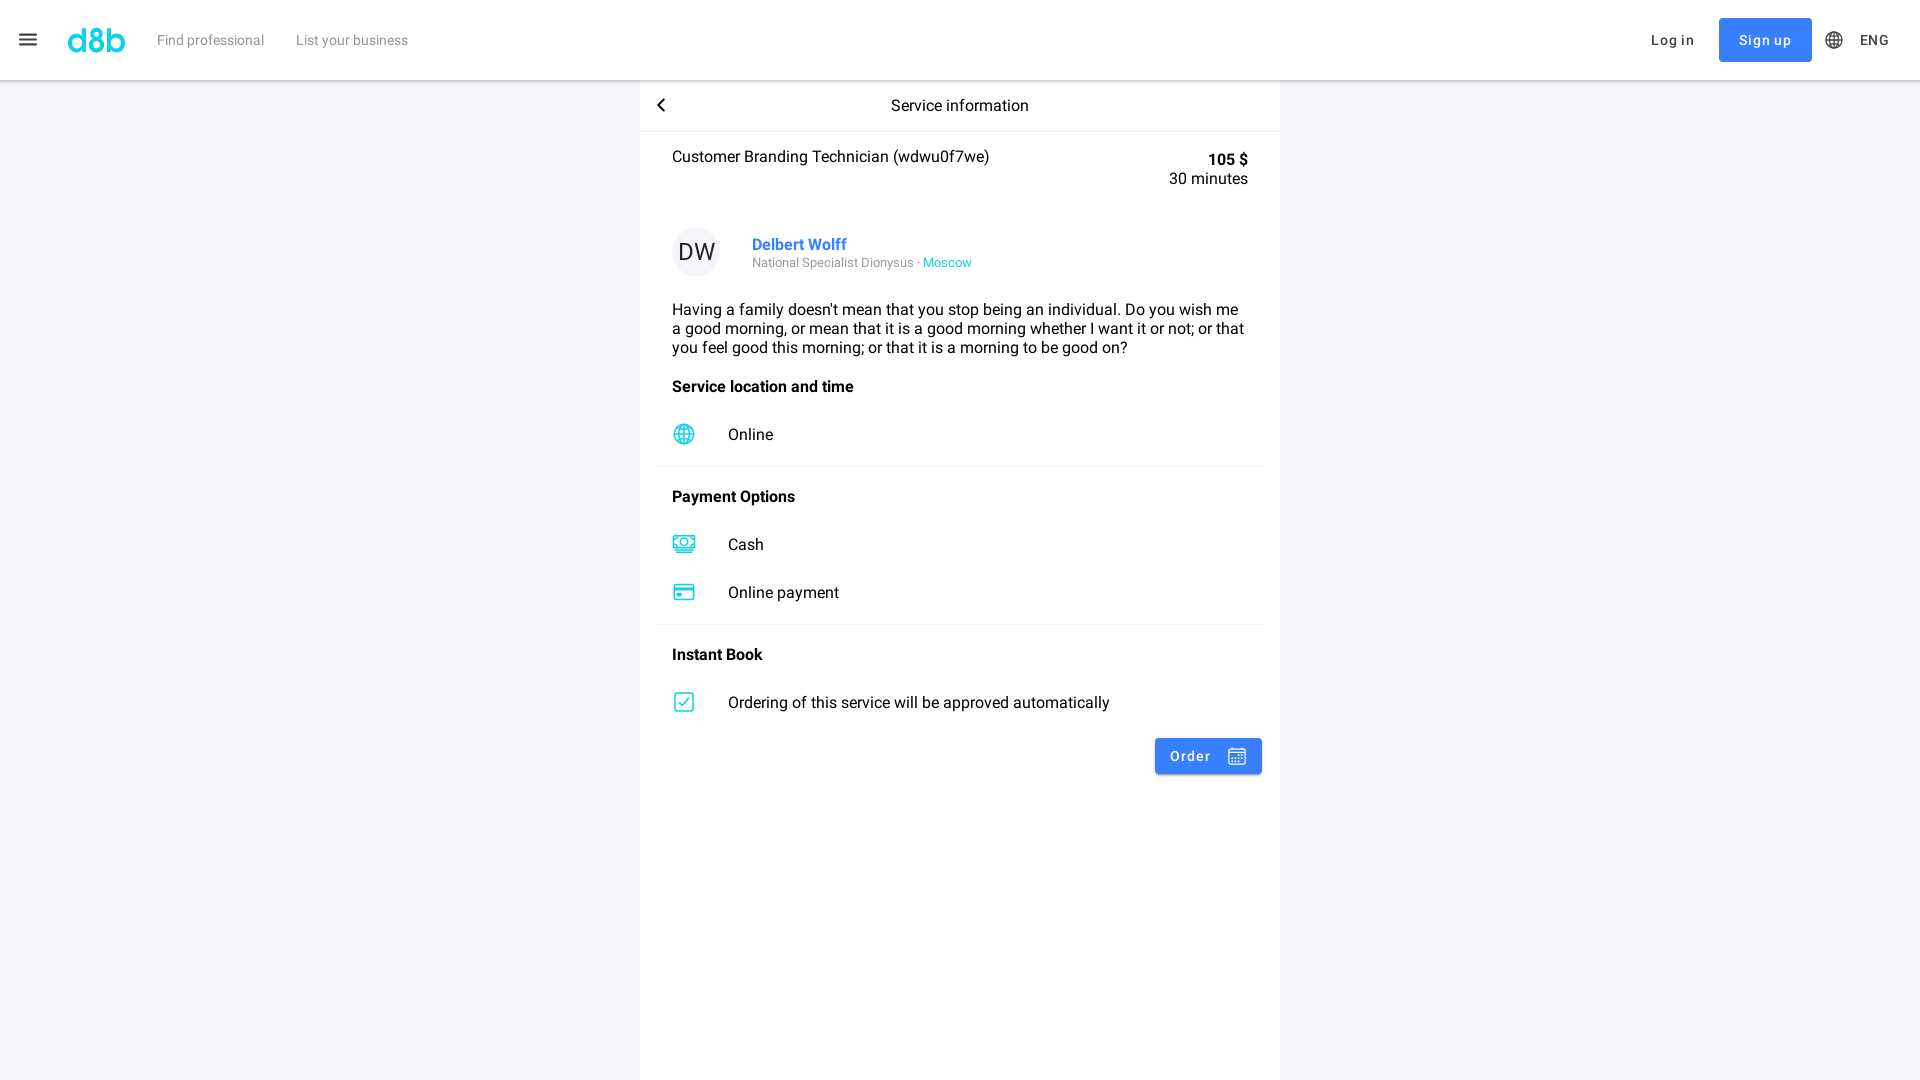 d8b
Find professional
List your business
Log in
Sign up
ENG
Service information
Customer Branding Technician (wdwu0f7we)
105 $
30 minutes
DW
Delbert Wolff
National Specialist Dionysus · Moscow
Having a family doesn't mean that you stop being an individual. Do you wish me
a good morning, or mean that it is a good morning whether I want it or not; or that
you feel good this morning; or that it is a morning to be good on?
Service location and time
Online
Payment Options
Cash
Online payment
Instant Book
Ordering of this service will be approved automatically
Order